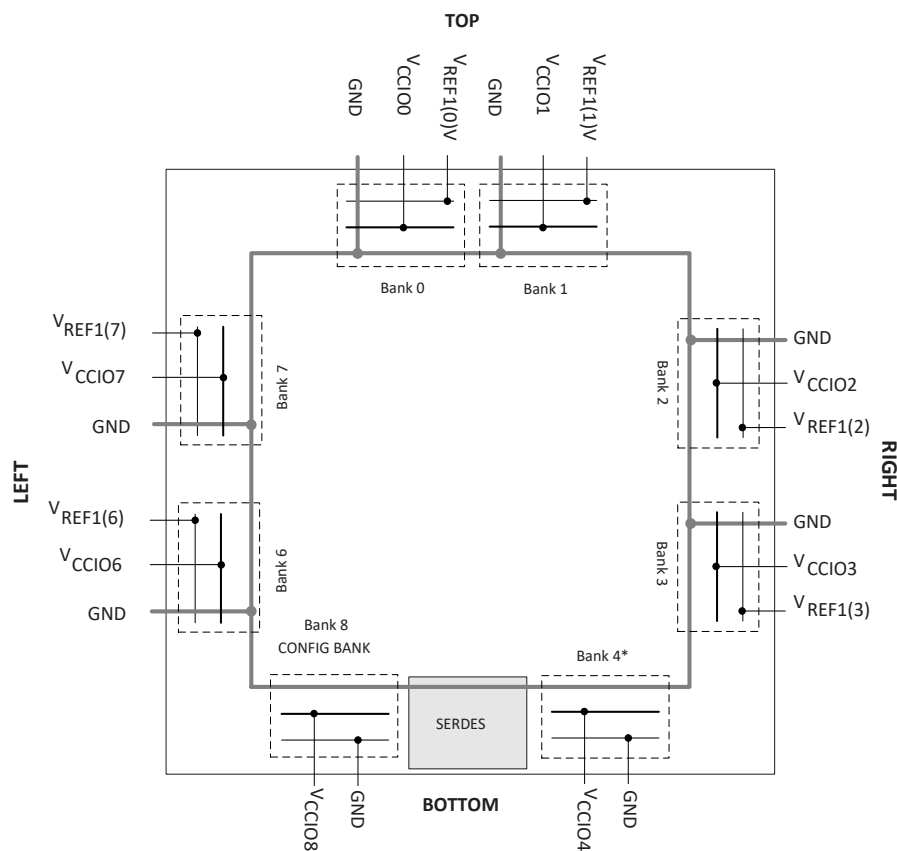 TOP
GND
VCCIO0
VREF1(0)V
GND
VCCIO1
VREF1(1)V
Bank 0
Bank 1
VREF1(7)
VCCIO7
GND
Bank 7
Bank 2
GND
VCCIO2
VREF1(2)
LEFT
RIGHT
VREF1(6)
VCCIO6
GND
Bank 6
Bank 3
GND
VCCIO3
VREF1(3)
Bank 8
CONFIG BANK
Bank 4*
SERDES
VCCIO8
GND
BOTTOM
VCCIO4
GND